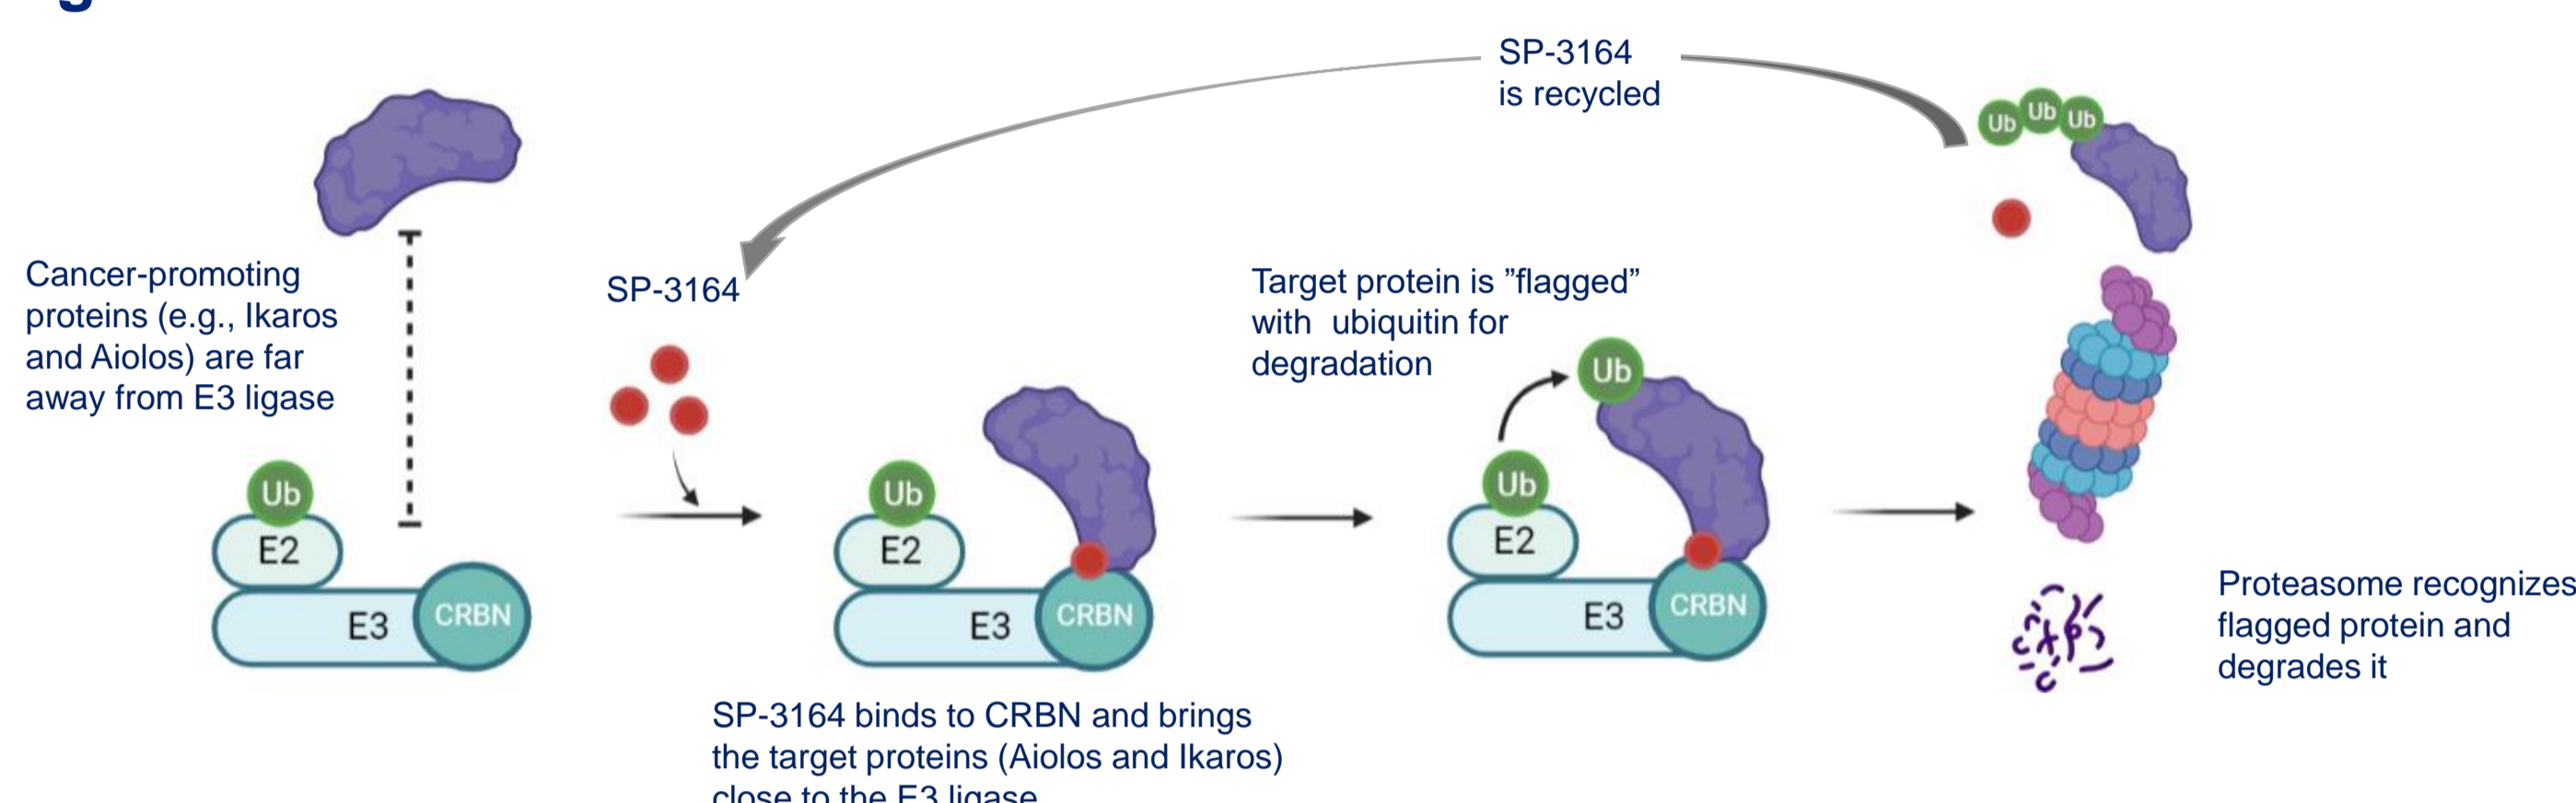 SP-3164
is recycled
Ub Ub Ub
Cancer-promoting
proteins (e.g., Ikaros
and Aiolos) are far
away from E3 ligase
SP-3164
Target protein is ”flagged”
with  ubiquitin for
degradation
Ub
Ub
E2
E3
CRBN
Ub
E2
E3
CRBN
Ub
E2
E3
CRBN
Proteasome recognizes
flagged protein and
degrades it
SP-3164 binds to CRBN and brings
the target proteins (Aiolos and Ikaros)
close to the E3 ligase